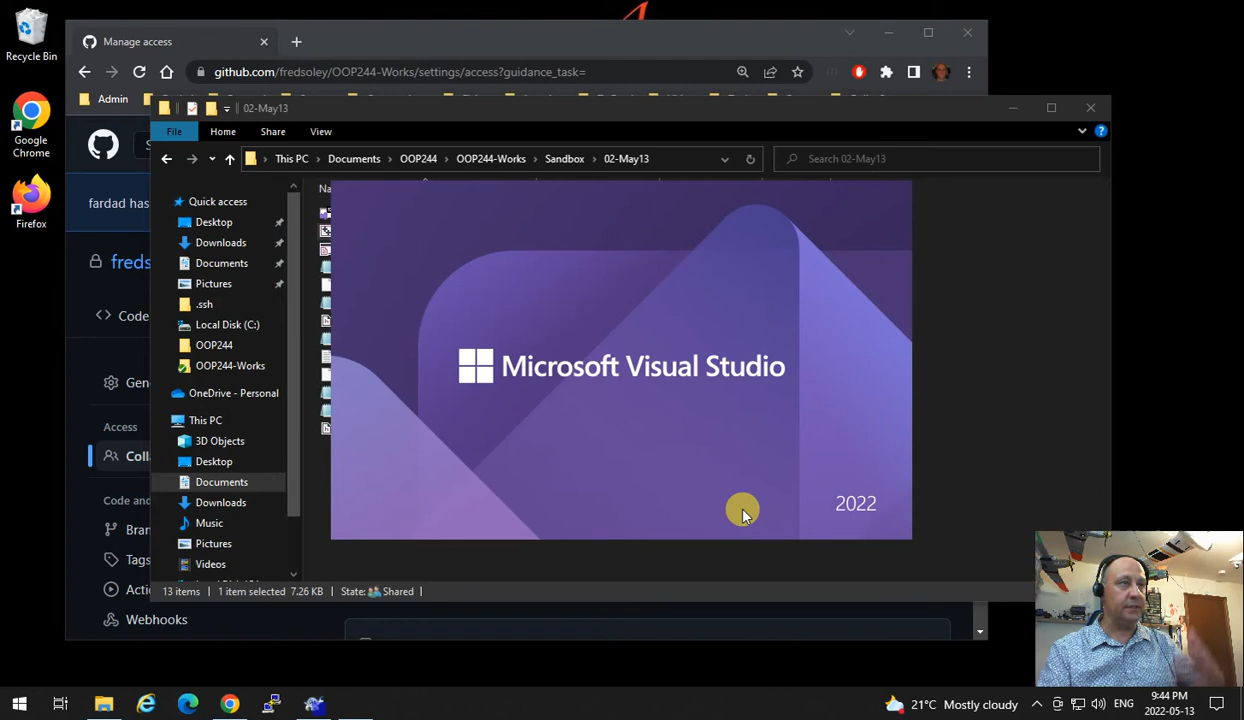 Recycle Bin
Google
Chrome
Firefox
Manage access
github.com/fredsoley/OOP244-Works/settings/access?guidance_task=
Admin
02-May13
File
Home
Share
View
This PC
Documents
OOP244
OOP244-Works
Sandbox
02-May13
Search 02-May13
fardad has
freds
Code
Gene
Access
Coll
Code and
Bran
Tags
Actio
Webhooks
Quick access
Desktop
Downloads
Documents
Pictures
.ssh
Local Disk (C:)
OOP244
OOP244-Works
OneDrive - Personal
This PC
3D Objects
Desktop
Documents
Downloads
Music
Pictures
Videos
Na
Microsoft Visual Studio
2022
13 items
1 item selected 7.26 KB
State:
Shared
21°C Mostly cloudy
ENG
9:44 PM
2022-05-13